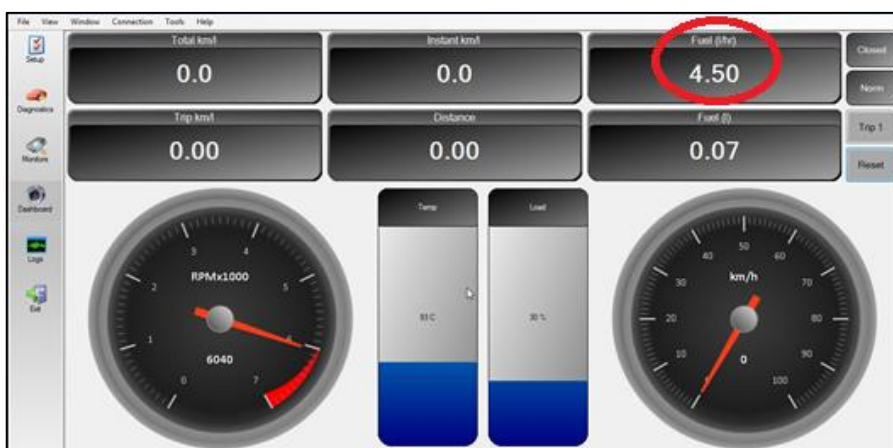 File View Window Connection Tools Help
Setup
Diagnostics
Monitors
Dashboard
Logs
Exit
Total km/l Instant km/l Fuel (l/hr)
0.0 0.0 4.50
Closed
Norm
Trip km/l Distance Fuel (l)
0.00 0.00 0.07
Trip 1
Reset
0 1 2 3 4 5 6 7
RPMx1000
6040
Temp
93 C
Load
30 %
10 20 30 40 50 60 70 80 90 100
km/h
0